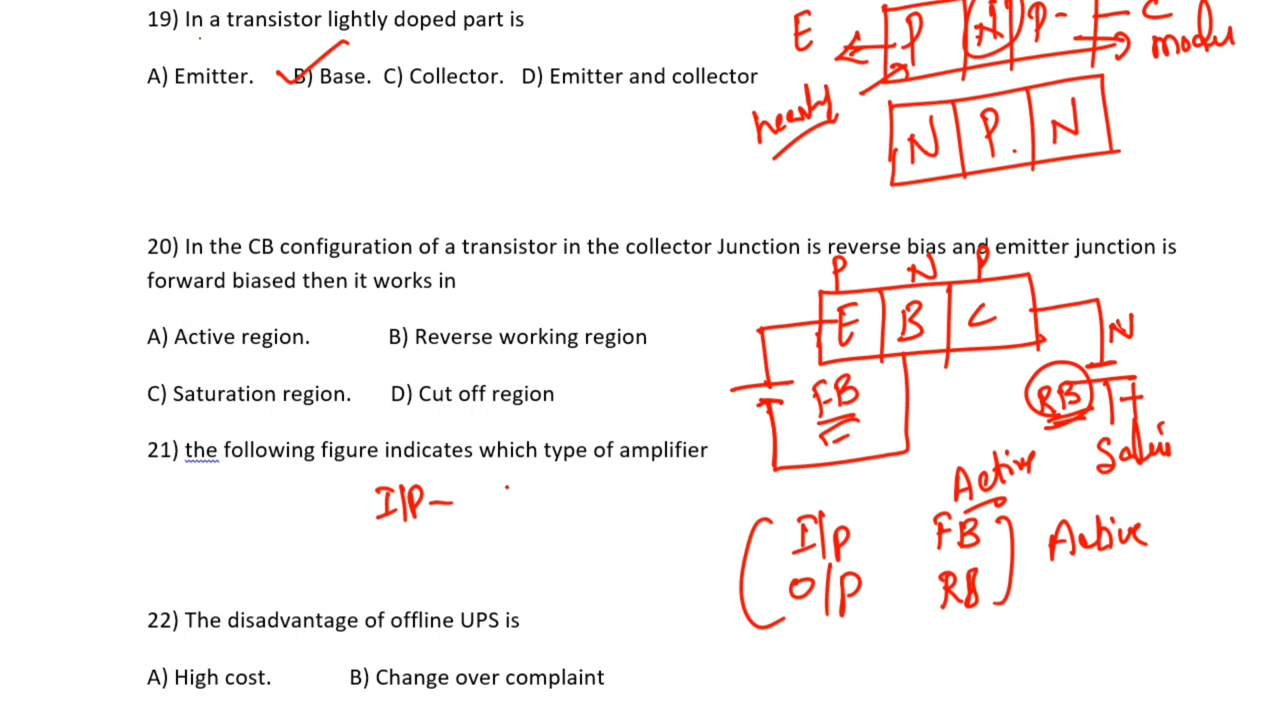 19) In a transistor lightly doped part is
E P N P- C
modu
A) Emitter. B) Base. C) Collector. D) Emitter and collector
N P. N
20) In the CB configuration of a transistor in the collector Junction is reverse bias and emitter junction is
P N P
forward biased then it works in
E B C
A) Active region. B) Reverse working region
N
C) Saturation region. D) Cut off region
FB RB
21) the following figure indicates which type of amplifier
Active
I/P –
I/p FB Active
O/p RB
22) The disadvantage of offline UPS is
A) High cost. B) Change over complaint